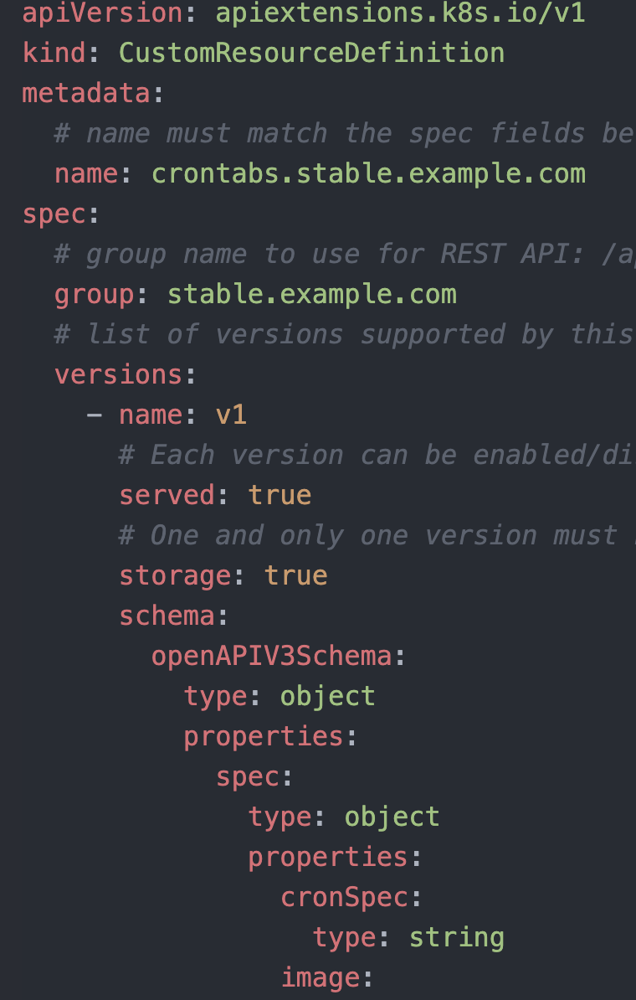 apiVersion: apiextensions.k8s.io/v1
kind: CustomResourceDefinition
metadata:
  # name must match the spec fields be
  name: crontabs.stable.example.com
spec:
  # group name to use for REST API: /ap
  group: stable.example.com
  # list of versions supported by this
  versions:
    - name: v1
      # Each version can be enabled/di
      served: true
      # One and only one version must
      storage: true
      schema:
        openAPIV3Schema:
          type: object
          properties:
            spec:
              type: object
              properties:
                cronSpec:
                  type: string
                image: